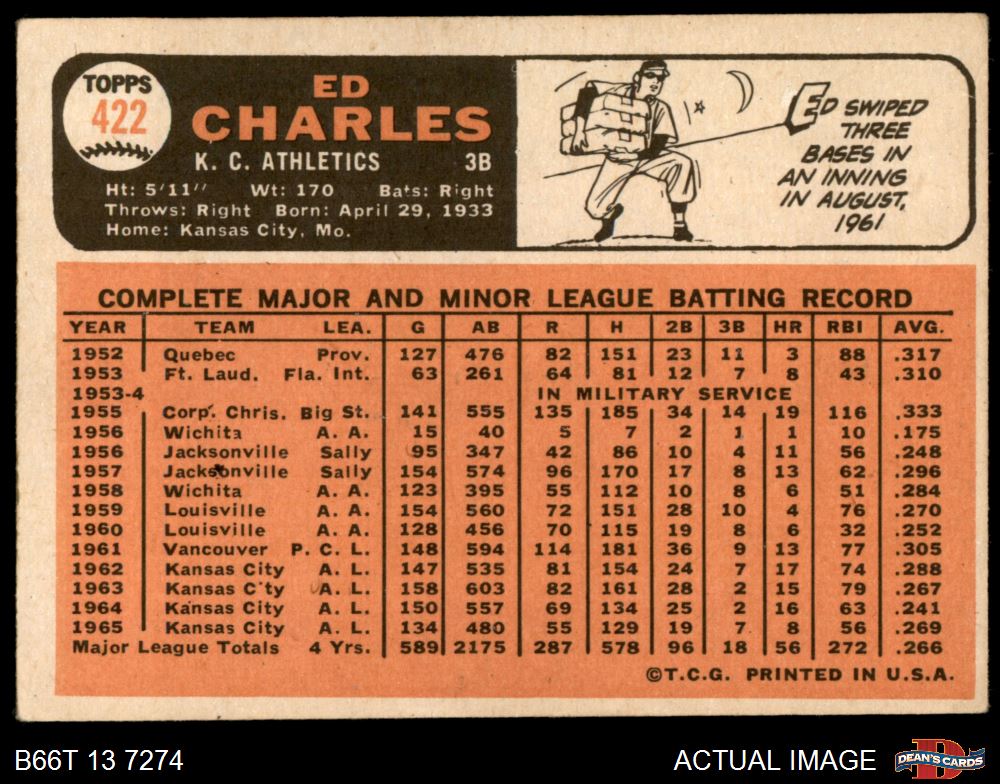 TOPPS
422
ED
CHARLES
K. C. ATHLETICS 3B
Ht: 5'11" Wt: 170 Bats: Right
Throws: Right Born: April 29, 1933
Home: Kansas City, Mo.
ED SWIPED
THREE
BASES IN
AN INNING
IN AUGUST,
1961
COMPLETE MAJOR AND MINOR LEAGUE BATTING RECORD
YEAR TEAM LEA. G AB R H 2B 3B HR RBI AVG.
1952 Quebec Prov. 127 476 82 151 23 11 3 88 .317
1953 Ft. Laud. Fla. Int. 63 261 64 81 12 7 8 43 .310
1953-4 IN MILITARY SERVICE
1955 Corp. Chris. Big St. 141 555 135 185 34 14 19 116 .333
1956 Wichita A. A. 15 40 5 7 2 1 1 10 .175
1956 Jacksonville Sally 95 347 42 86 10 4 11 56 .248
1957 Jacksonville Sally 154 574 96 170 17 8 13 62 .296
1958 Wichita A. A. 123 395 55 112 10 8 6 51 .284
1959 Louisville A. A. 154 560 72 151 28 10 4 76 .270
1960 Louisville A. A. 128 456 70 115 19 8 6 32 .252
1961 Vancouver P. C. L. 148 594 114 181 36 9 13 77 .305
1962 Kansas City A. L. 147 535 81 154 24 7 17 74 .288
1963 Kansas City A. L. 158 603 82 161 28 2 15 79 .267
1964 Kansas City A. L. 150 557 69 134 25 2 16 63 .241
1965 Kansas City A. L. 134 480 55 129 19 7 8 56 .269
Major League Totals 4 Yrs. 589 2175 287 578 96 18 56 272 .266
©T.C.G. PRINTED IN U.S.A.
B66T 13 7274 ACTUAL IMAGE DEAN'S CARDS